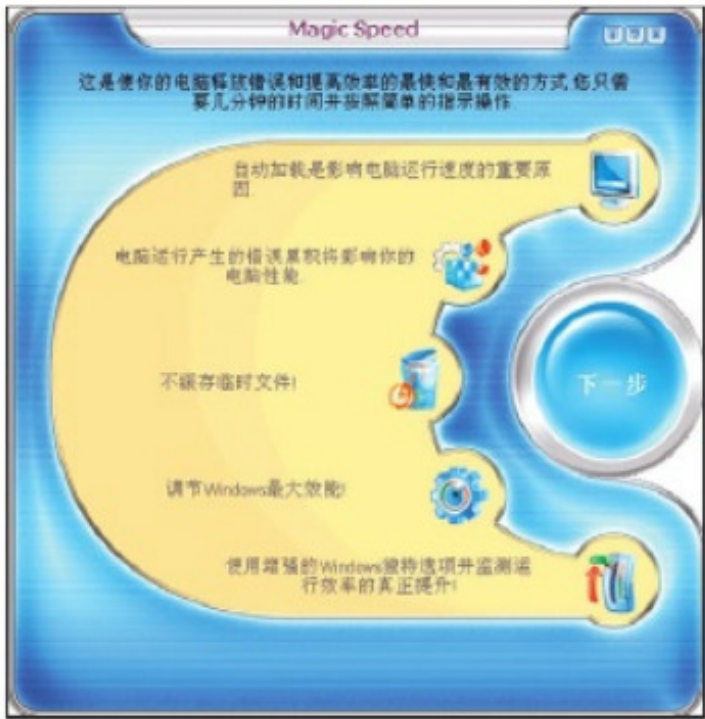 Magic Speed
这是使你的电脑释放错误和提高效率的最快和最有效的方式.您只需
要几分钟的时间并按照简单的指示操作.
自动加载是影响电脑运行速度的重要原
因.
电脑运行产生的错误累积将影响你的
电脑性能.
不缓存临时文件!
下一步
调节Windows最大效能!
使用增强的Windows独特选项并监测运
行效率的真正提升!